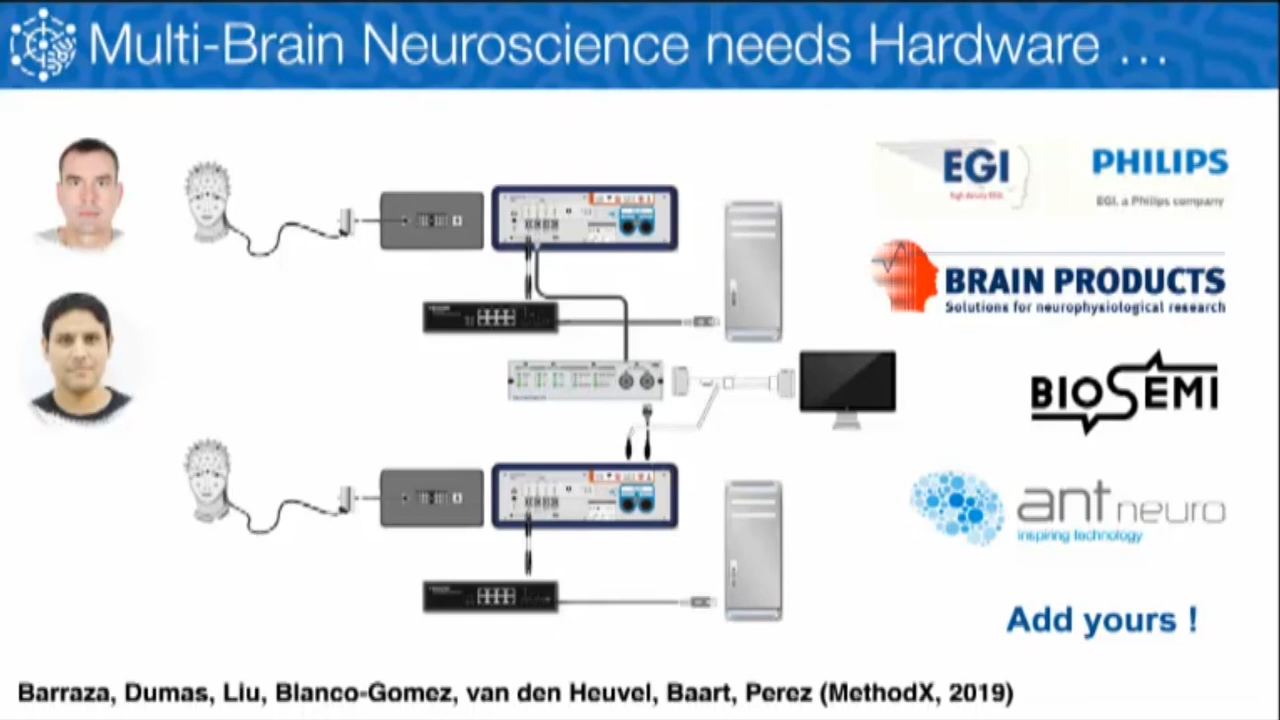 Multi-Brain Neuroscience needs Hardware ...
EGI
high density EEG
PHILIPS
EGI, a Philips company
BRAIN PRODUCTS
Solutions for neurophysiological research
BIOSEMI
ant neuro
inspiring technology
Add yours !
Barraza, Dumas, Liu, Blanco-Gomez, van den Heuvel, Baart, Perez (MethodX, 2019)